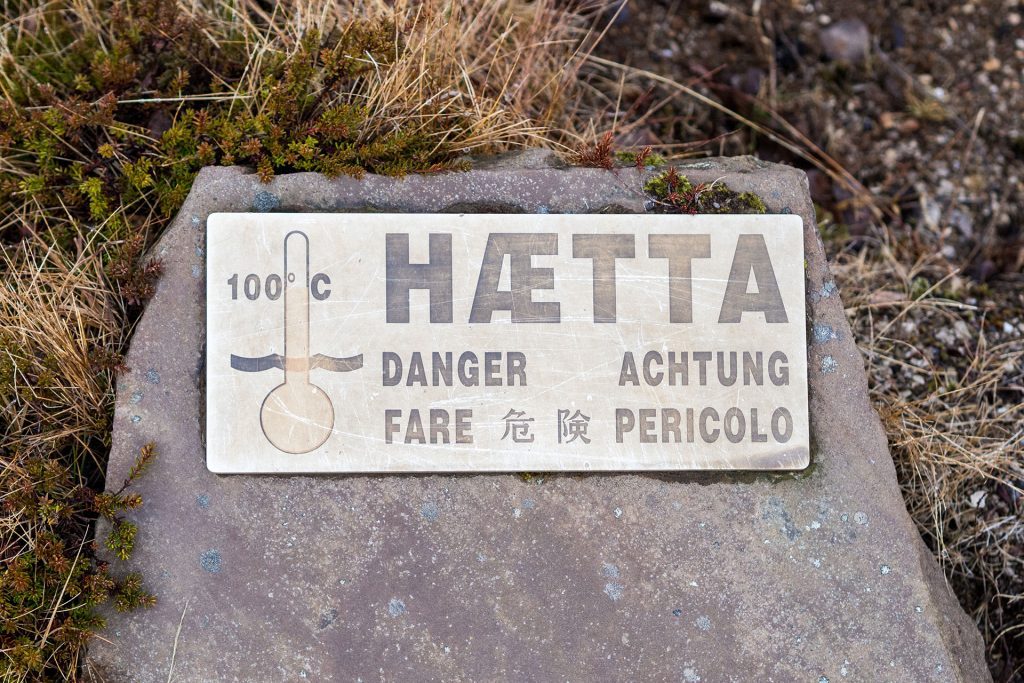 100°C
HÆTTA
DANGER ACHTUNG
FARE 危険 PERICOLO